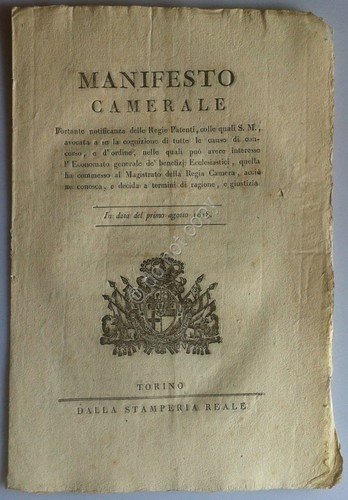 MANIFESTO
CAMERALE
Portante notificanza delle Regie Patenti, colle quali S. M.,
avocata a se la cognizione di tutte le cause di con-
corso, e d'ordine, nelle quali può avere interesse
l'Economato generale de' benefizj Ecclesiastici, quella
ha commesso al Magistrato della Regia Camera, acciò
ne conosca, e decida a termini di ragione, e giustizia.
In data del primo agosto
TORINO
DALLA STAMPERIA REALE